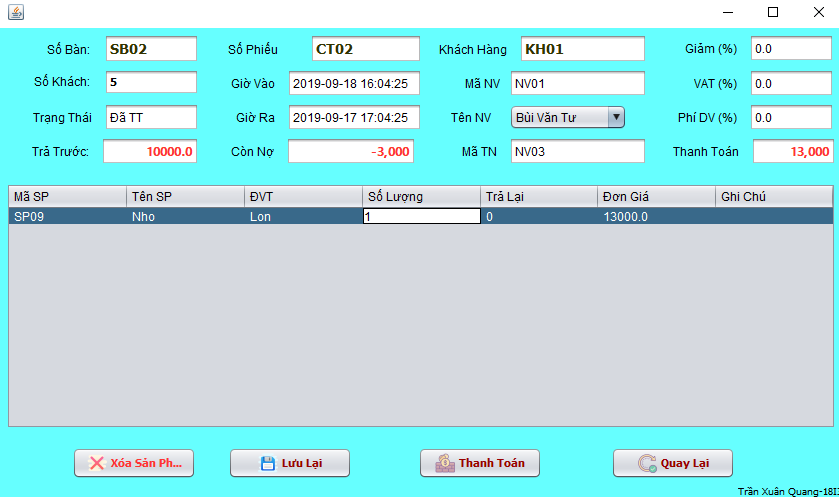 Số Bàn: SB02 Số Phiếu CT02 Khách Hàng KH01 Giảm (%) 0.0
Số Khách: 5 Giờ Vào 2019-09-18 16:04:25 Mã NV NV01 VAT (%) 0.0
Trạng Thái Đã TT Giờ Ra 2019-09-17 17:04:25 Tên NV Bùi Văn Tư Phí DV (%) 0.0
Trả Trước: 10000.0 Còn Nợ -3,000 Mã TN NV03 Thanh Toán 13,000
Mã SP Tên SP ĐVT Số Lượng Trả Lại Đơn Giá Ghi Chú
SP09 Nho Lon 1 0 13000.0
Xóa Sản Ph... Lưu Lại Thanh Toán Quay Lại
Trần Xuân Quang-18